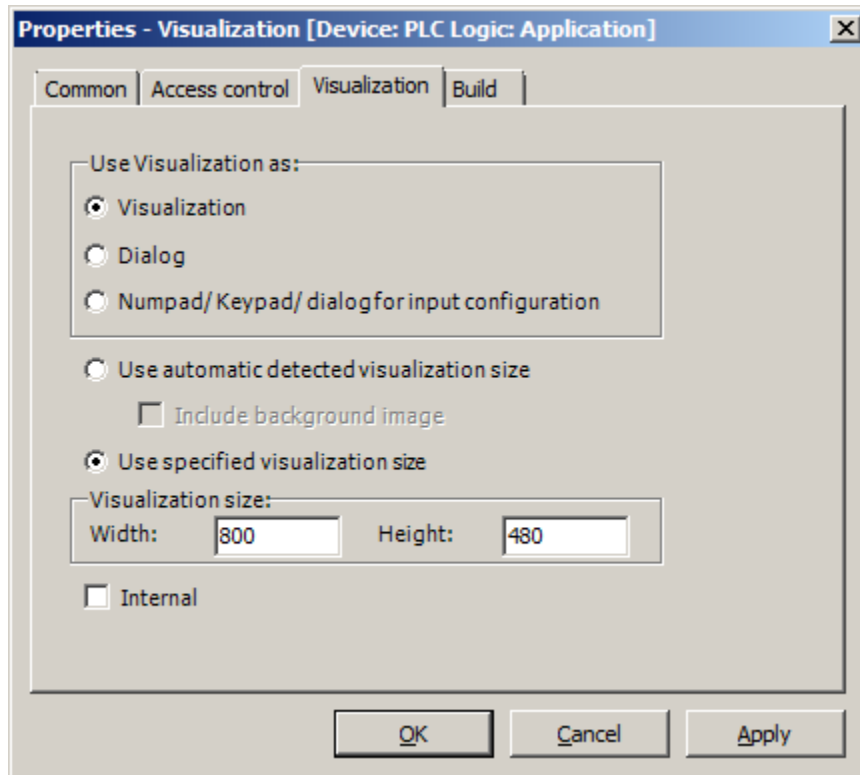 Properties - Visualization [Device: PLC Logic: Application]
Common Access control Visualization Build
Use Visualization as:
Visualization
Dialog
Numpad/ Keypad/ dialog for input configuration
Use automatic detected visualization size
Include background image
Use specified visualization size
Visualization size:
Width: 800 Height: 480
Internal
OK Cancel Apply